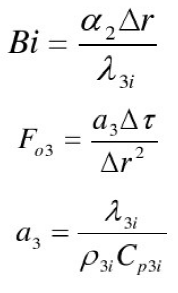 Bi = α₂Δr / λ₃ᵢ
Fₒ₃ = a₃Δτ / Δr²
a₃ = λ₃ᵢ / ρ₃ᵢCₚ₃ᵢ